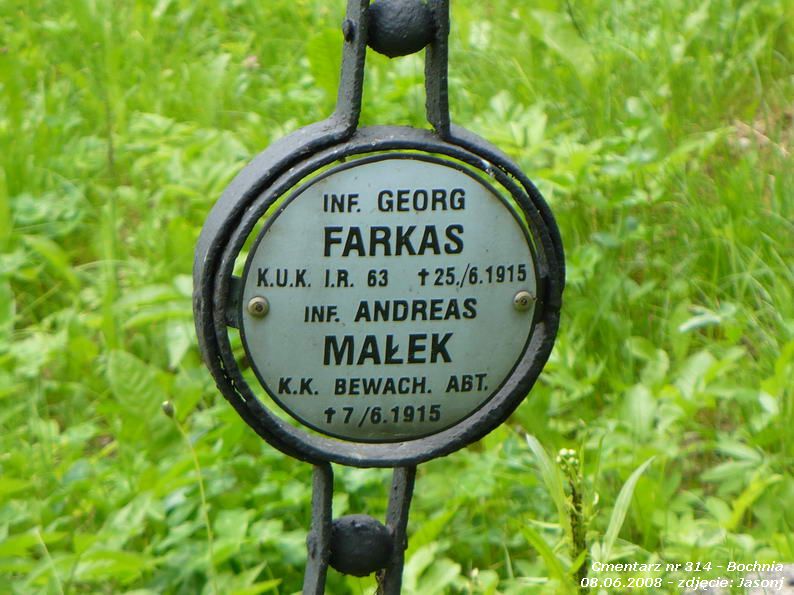 INF. GEORG
FARKAS
K.U.K. I.R. 63 ✝25./6.1915
INF. ANDREAS
MAŁEK
K.K. BEWACH. ABT.
✝7/6.1915
Cmentarz nr 314 - Bochnia
08.06.2008 - zdjęcie: Jasonj